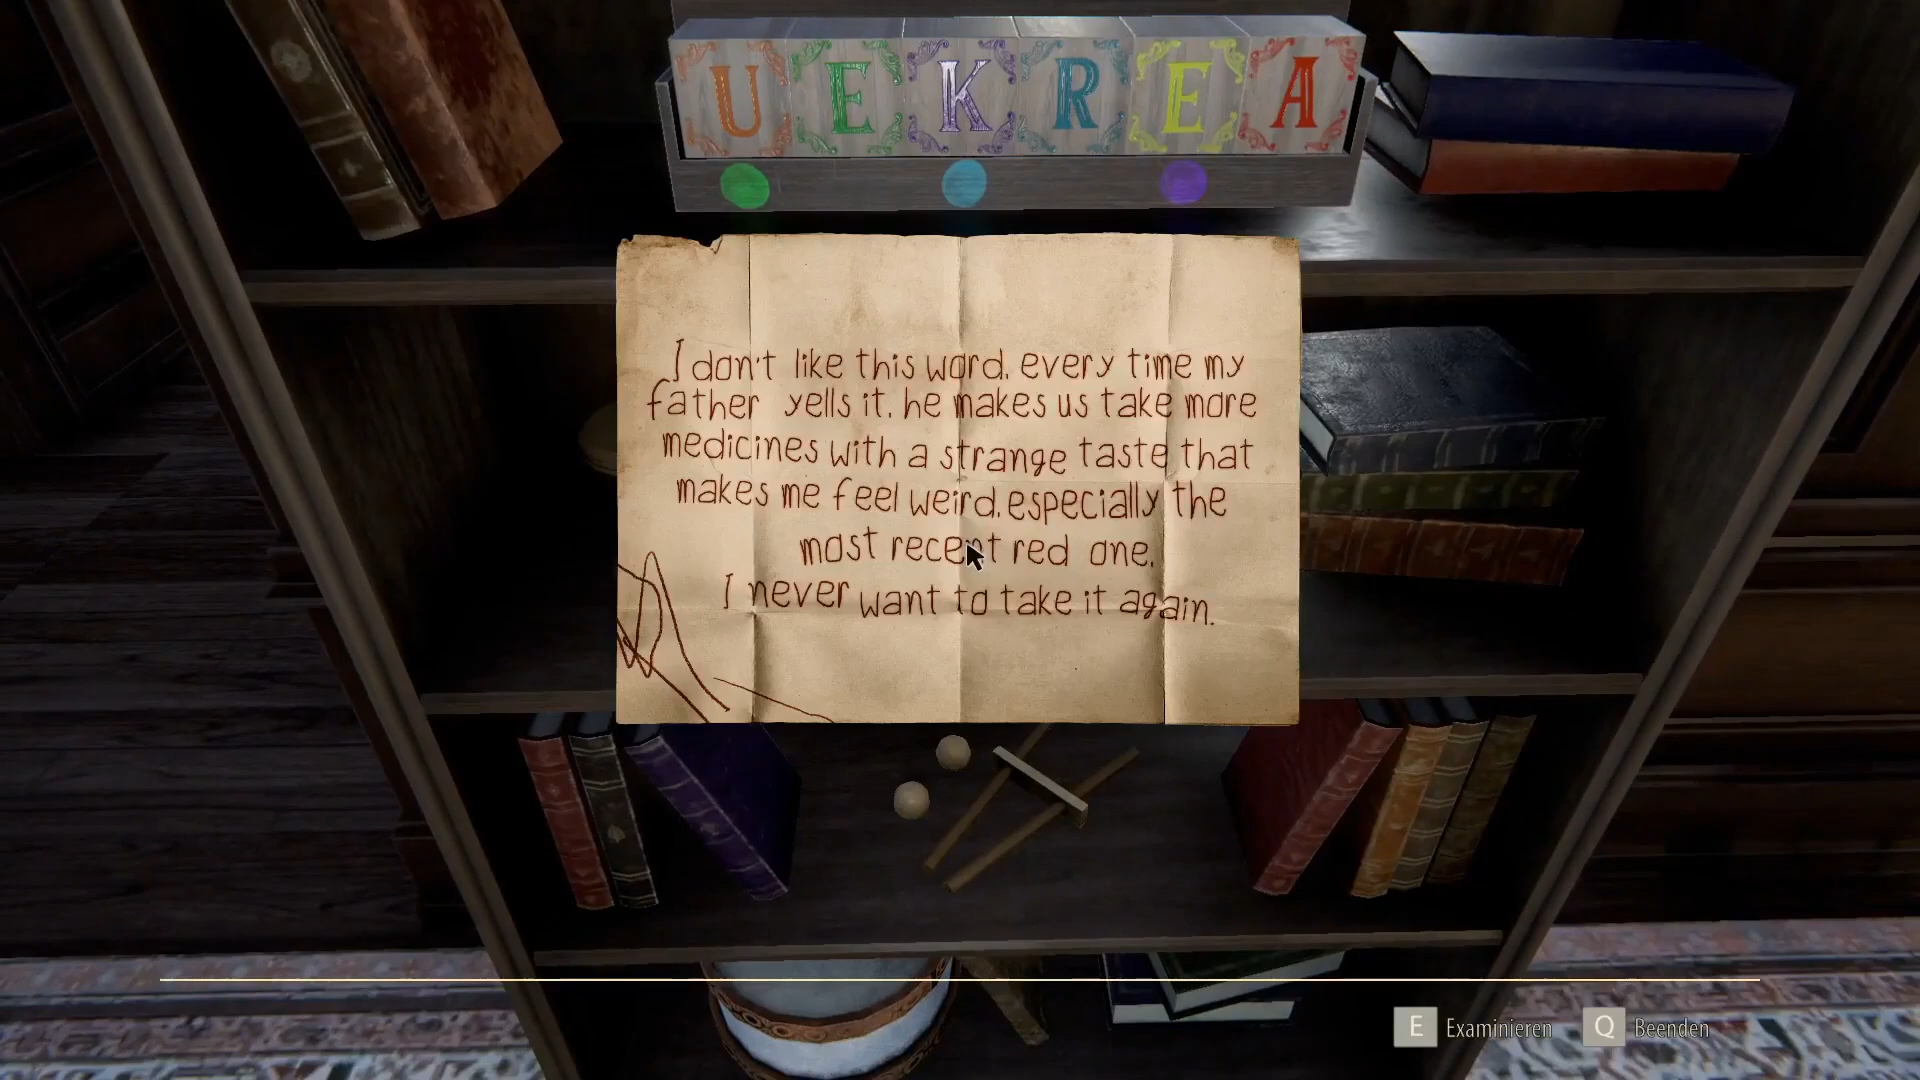 U E K R E A
I don't like this word, every time my
father yells it, he makes us take more
medicines with a strange taste that
makes me feel weird, especially the
most recent red one.
I never want to take it again.
E Examinieren Q Beenden